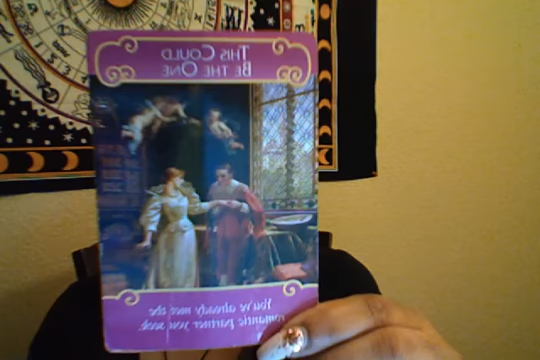 This Could
Be the One
You've already met the
romantic partner you seek.